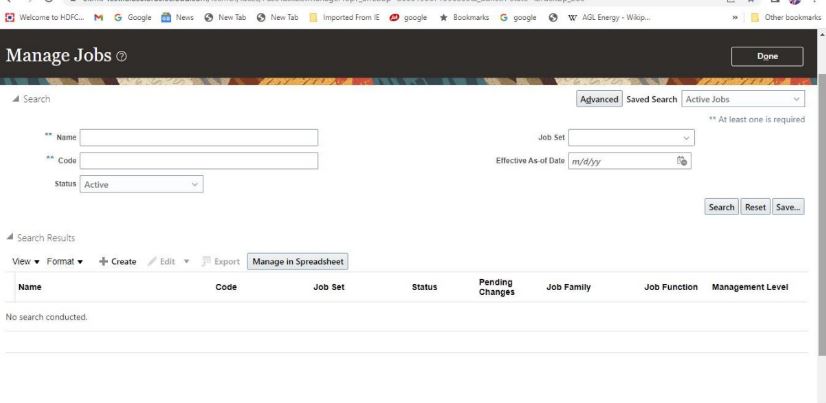 Welcome to HDFC... Google News New Tab New Tab Imported From IE google Bookmarks google AGL Energy - Wikip... » Other bookmarks
Manage Jobs Done
Search Advanced Saved Search Active Jobs
** At least one is required
** Name Job Set
** Code Effective As-of Date m/d/yy
Status Active
Search Reset Save...
Search Results
View Format Create Edit Export Manage in Spreadsheet
Name Code Job Set Status Pending Changes Job Family Job Function Management Level
No search conducted.